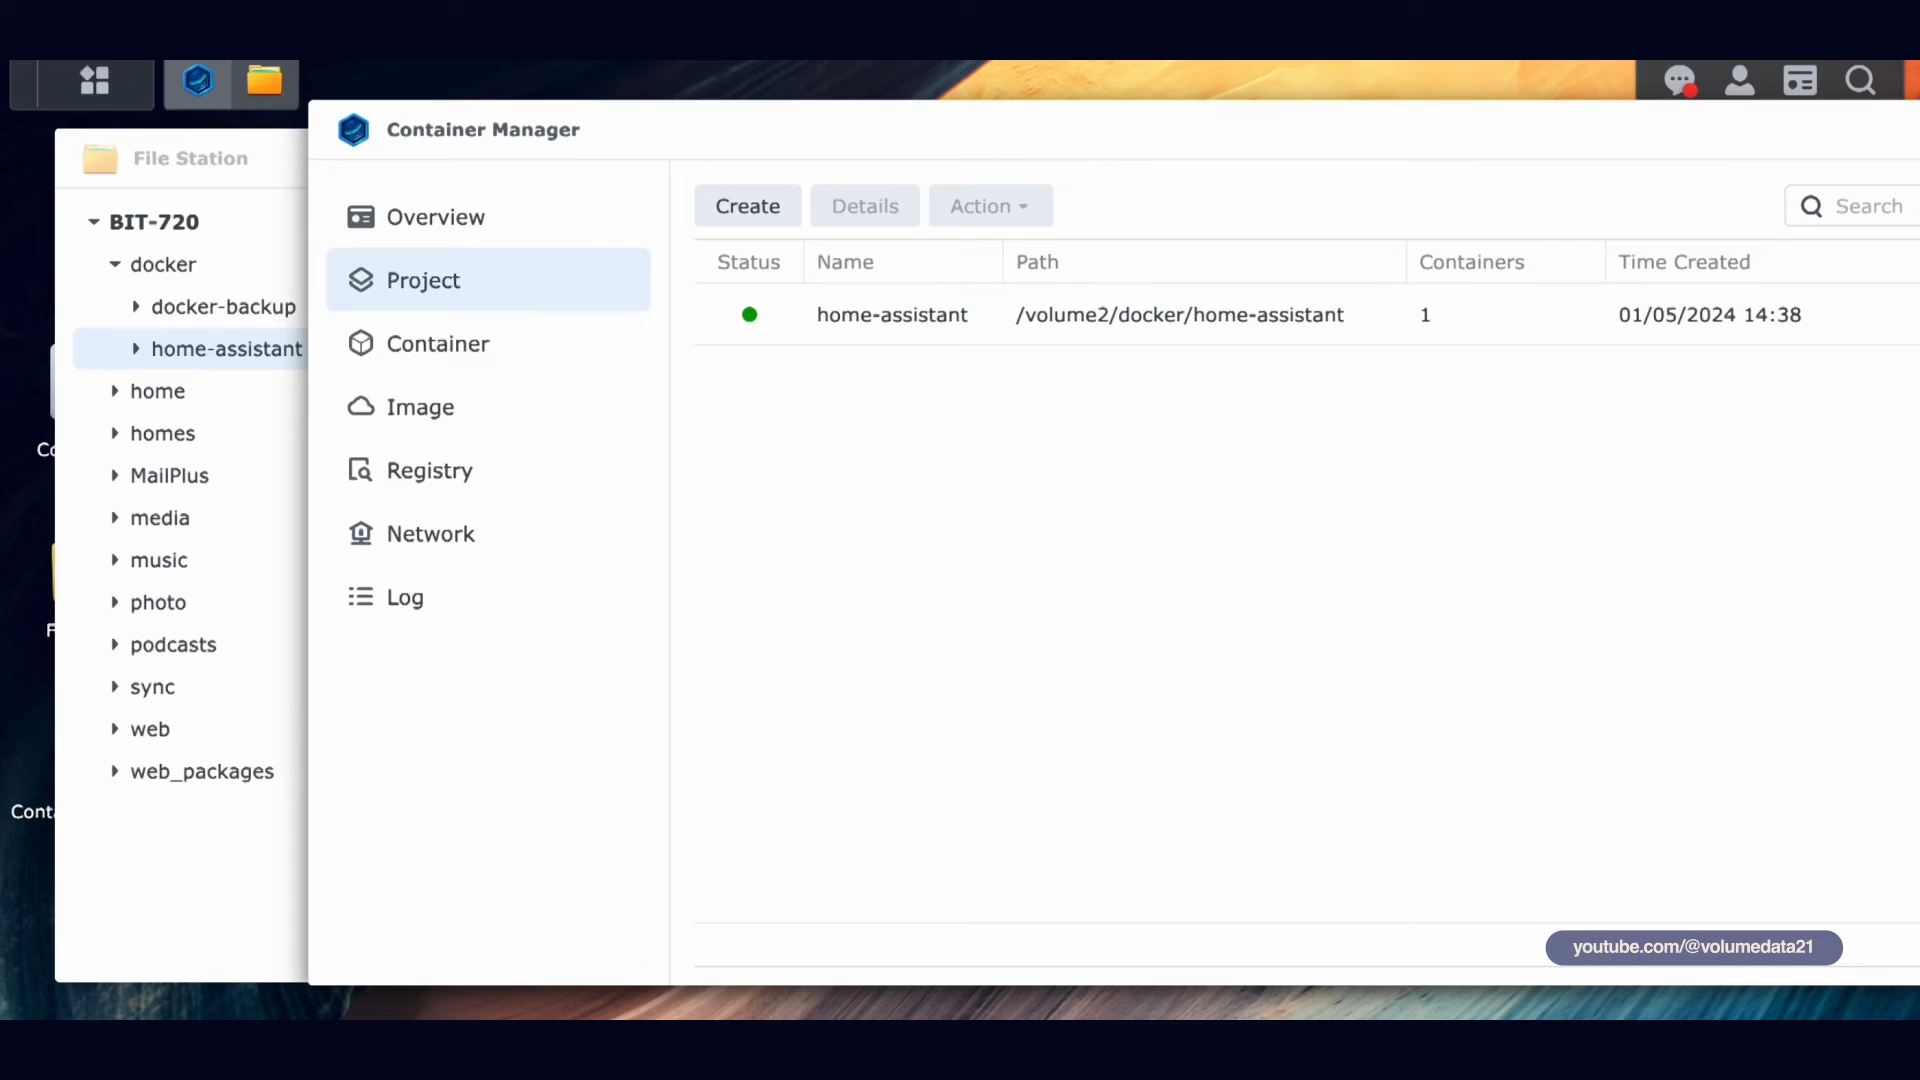 Container Manager
File Station
BIT-720
docker
docker-backup
home-assistant
home
homes
MailPlus
media
music
photo
podcasts
sync
web
web_packages
Overview
Project
Container
Image
Registry
Network
Log
Create
Details
Action
Search
Status
Name
Path
Containers
Time Created
home-assistant
/volume2/docker/home-assistant
1
01/05/2024 14:38
youtube.com/@volumedata21